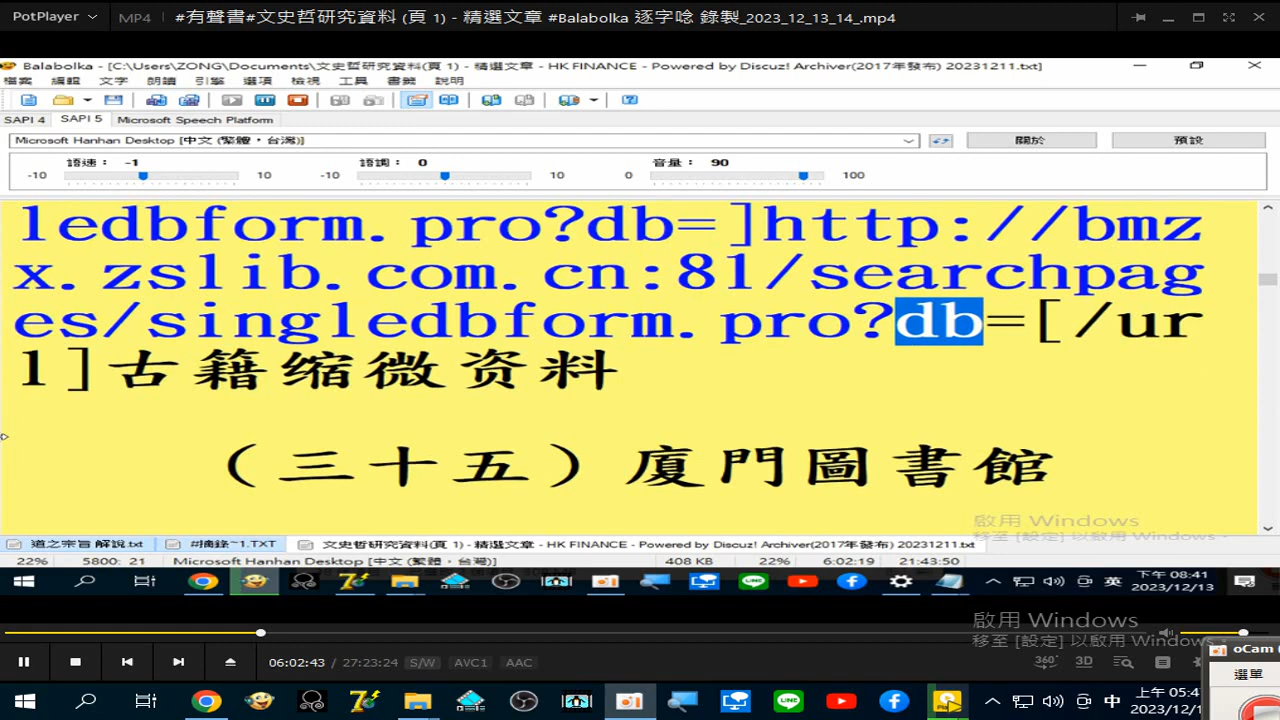 PotPlayer
MP4
#有聲書#文史哲研究資料 (頁 1) - 精選文章 #Balabolka 逐字唸 錄製_2023_12_13_14_.mp4
Balabolka - [C:\Users\ZONG\Documents\文史哲研究資料(頁 1) - 精選文章 - HK FINANCE - Powered by Discuz! Archiver(2017年發布) 20231211.txt]
檔案 編輯 文字 朗讀 引擎 選項 檢視 工具 書籤 說明
SAPI 4 SAPI 5 Microsoft Speech Platform
Microsoft Hanhan Desktop [中文 (繁體，台灣)]
關於
預設
語速： -1 語調： 0 音量： 90
-10 10 -10 10 0 100
ledbform.pro?db=]http://bmz
x.zslib.com.cn:81/searchpag
es/singledbform.pro?db=[/ur
l]古籍缩微资料
（三十五）廈門圖書館
啟用 Windows
移至 [設定] 以啟用 Windows。
道之宗旨 解說.txt
#摘錄~1.TXT
文史哲研究資料(頁 1) - 精選文章 - HK FINANCE - Powered by Discuz! Archiver(2017年發布) 20231211.txt
22% 5800: 21 Microsoft Hanhan Desktop [中文 (繁體，台灣)] 408 KB 22% 6:02:19 21:43:50
英
下午 08:41
2023/12/13
啟用 Windows
移至 [設定] 以啟用 Windows。
06:02:43 / 27:23:24 S/W AVC1 AAC
360°
3D
oCam
選單
中
上午 05:4
2023/12/1